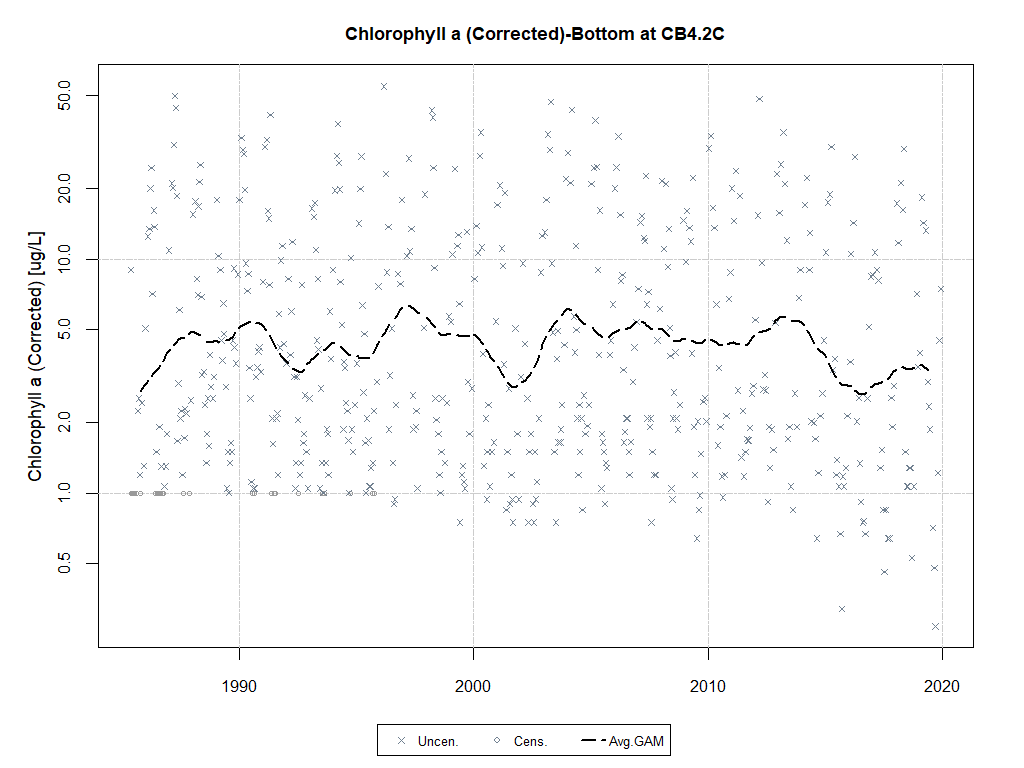 Chlorophyll a (Corrected)-Bottom at CB4.2C
Chlorophyll a (Corrected) [ug/L]
50.0
20.0
10.0
5.0
2.0
1.0
0.5
1990 2000 2010 2020
Uncen. Cens. Avg.GAM